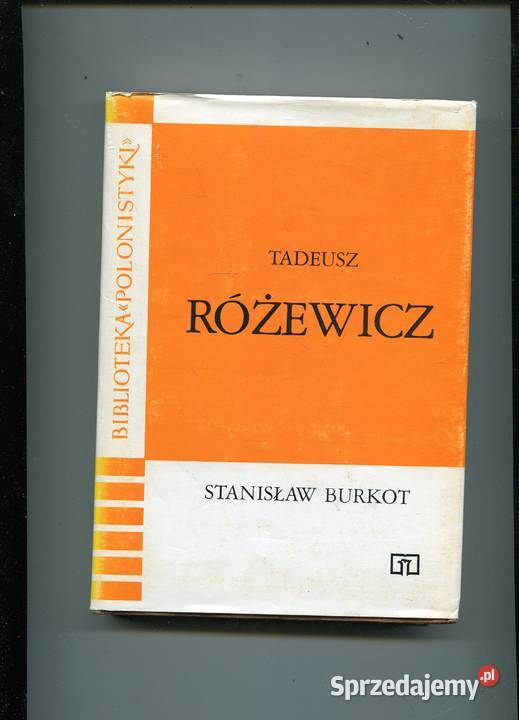 BIBLIOTEKA «POLONISTYKI»
TADEUSZ
RÓŻEWICZ
STANISŁAW BURKOT
Sprzedajemy.pl